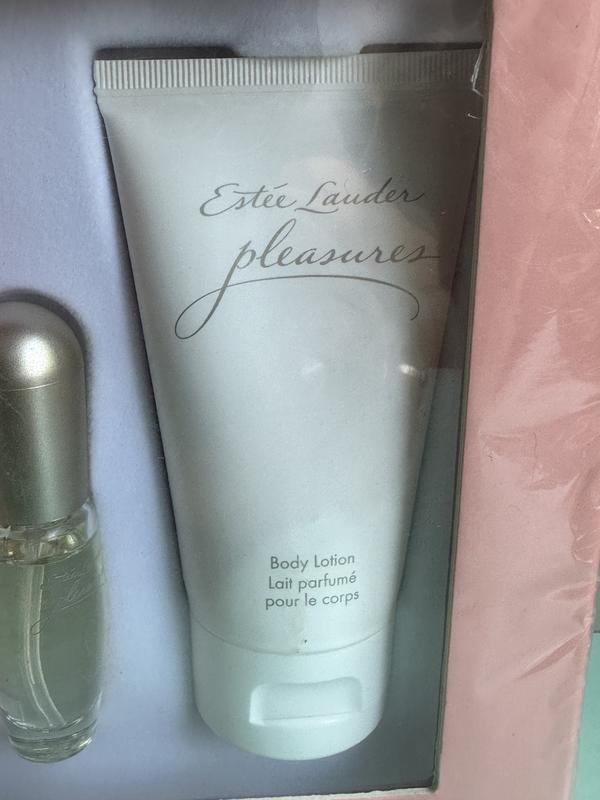 Estée Lauder
pleasures
Body Lotion
Lait parfumé
pour le corps